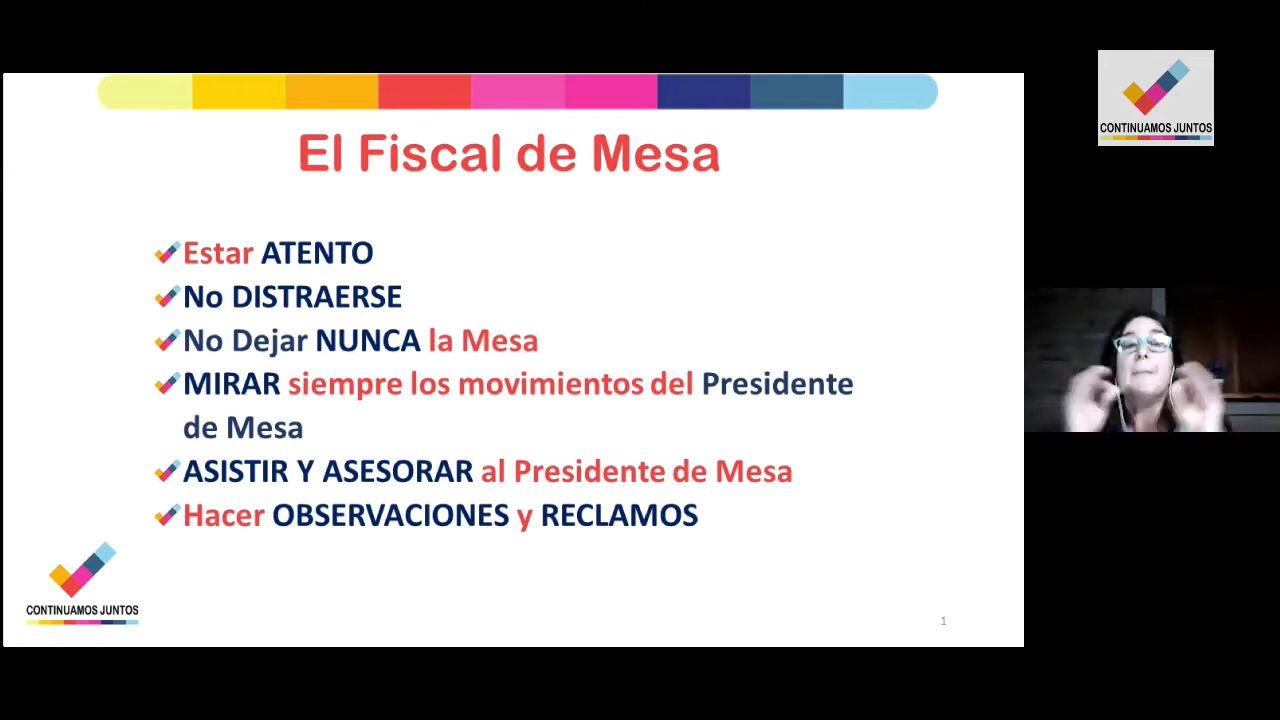 El Fiscal de Mesa
Estar ATENTO
No DISTRAERSE
No Dejar NUNCA la Mesa
MIRAR siempre los movimientos del Presidente
de Mesa
ASISTIR Y ASESORAR al Presidente de Mesa
Hacer OBSERVACIONES y RECLAMOS
CONTINUAMOS JUNTOS
1
CONTINUAMOS JUNTOS